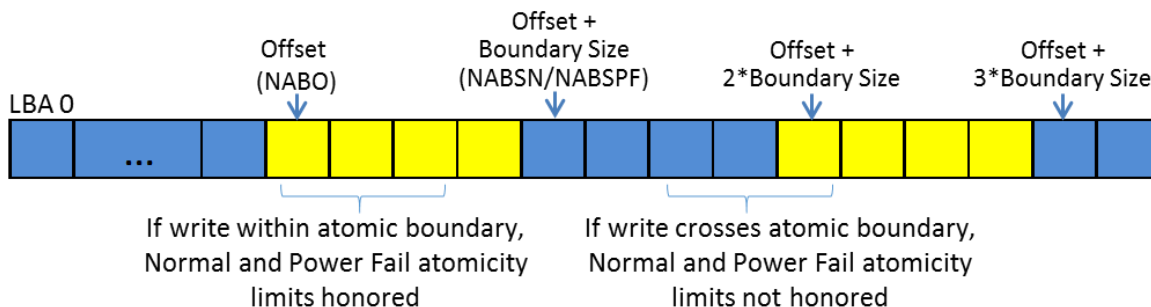 Offset
(NABO)
Offset +
Boundary Size
(NABSN/NABSPF)
Offset +
2*Boundary Size
Offset +
3*Boundary Size
LBA 0
...
If write within atomic boundary,
Normal and Power Fail atomicity
limits honored
If write crosses atomic boundary,
Normal and Power Fail atomicity
limits not honored